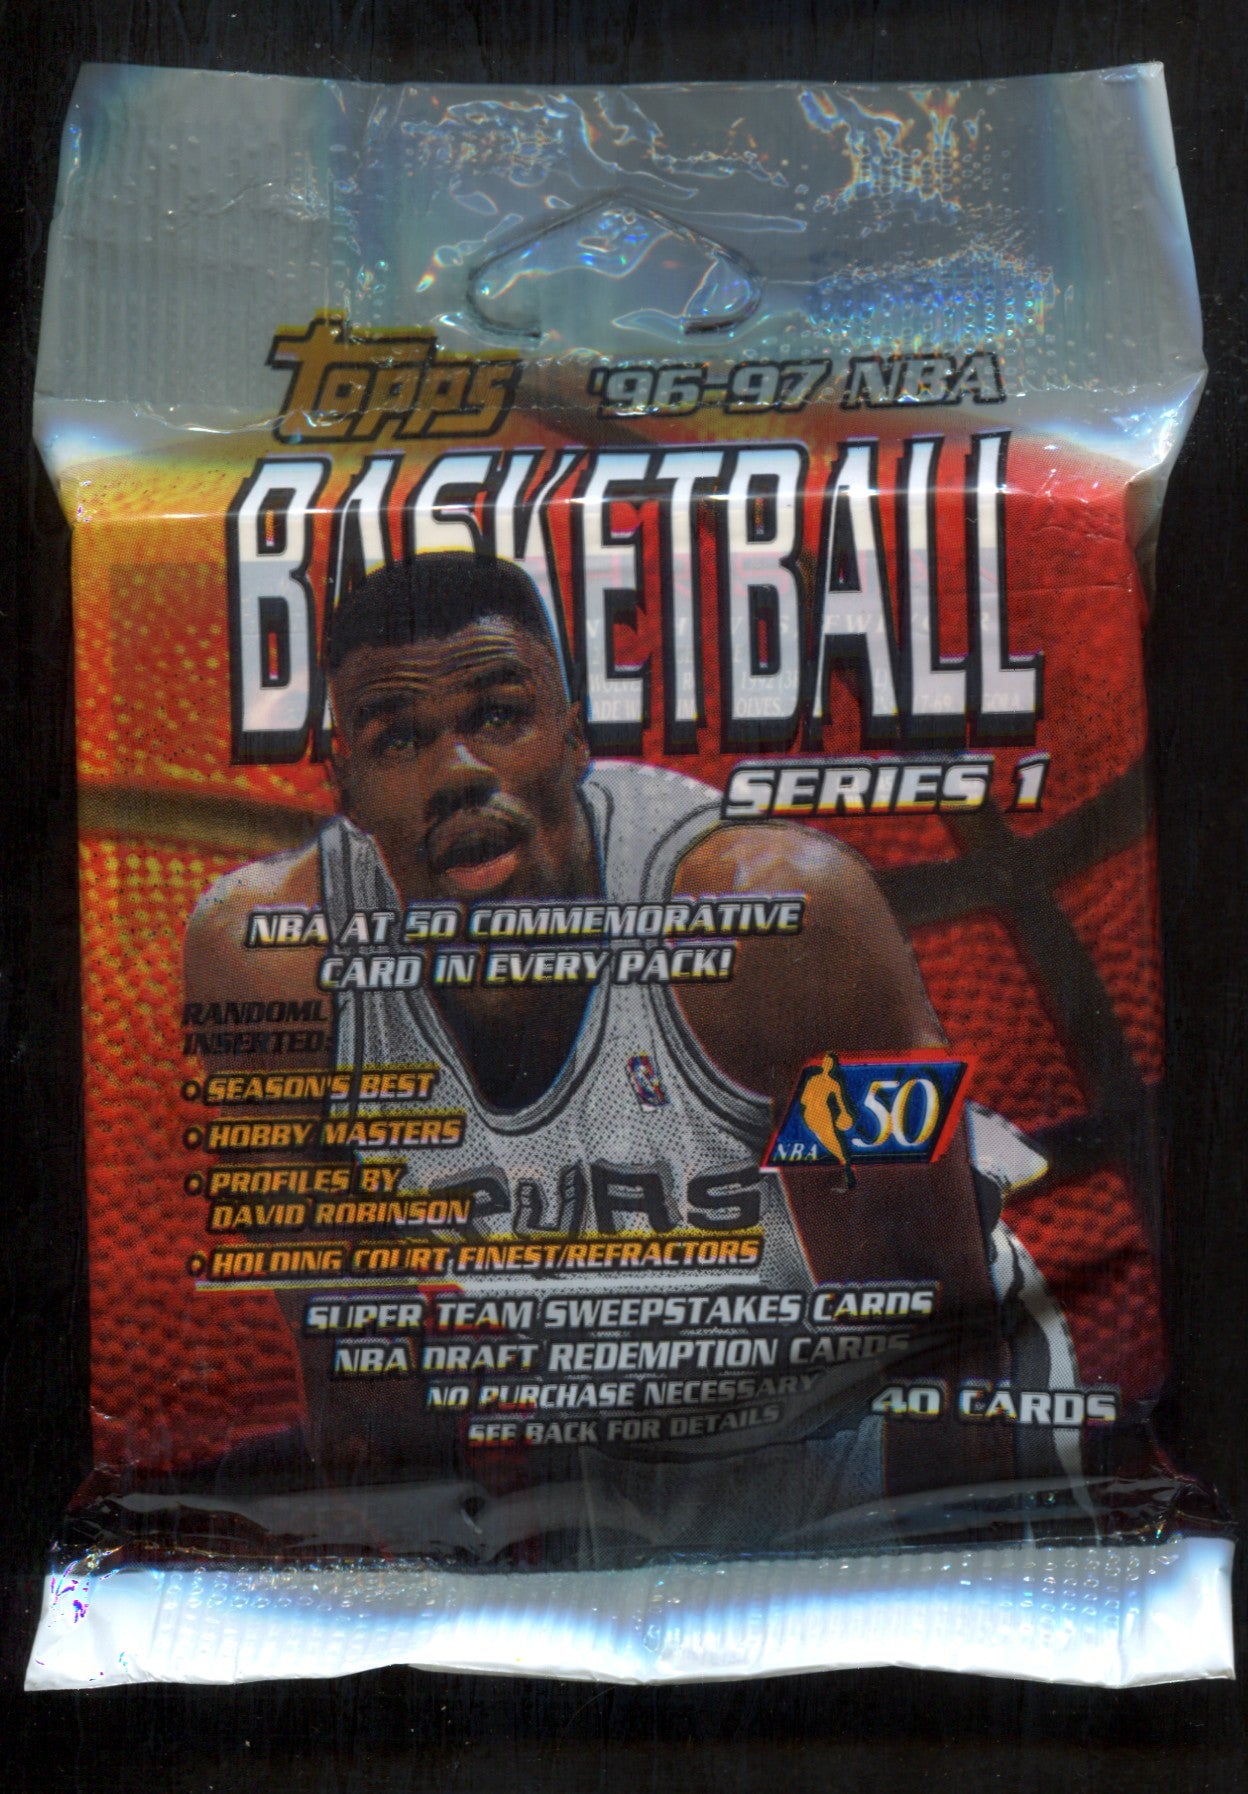 TOPPS '96-97 NBA
BASKETBALL
SERIES 1
NBA AT 50 COMMEMORATIVE
CARD IN EVERY PACK!
RANDOMLY
INSERTED:
• SEASON'S BEST
• HOBBY MASTERS
• PROFILES BY
DAVID ROBINSON
• HOLDING COURT FINEST/REFRACTORS
NBA 50
SPURS
SUPER TEAM SWEEPSTAKES CARDS
NBA DRAFT REDEMPTION CARDS
NO PURCHASE NECESSARY
SEE BACK FOR DETAILS
40 CARDS